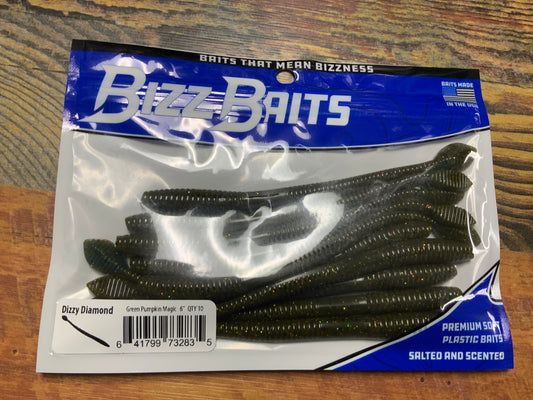 BAITS THAT MEAN BIZZNESS
BIZZ BAITS
BAITS MADE
IN THE USA
Dizzy Diamond
Green Pumpkin Magic 6" QTY 10
6 41799 73283 5
PREMIUM SOFT
PLASTIC BAITS
SALTED AND SCENTED